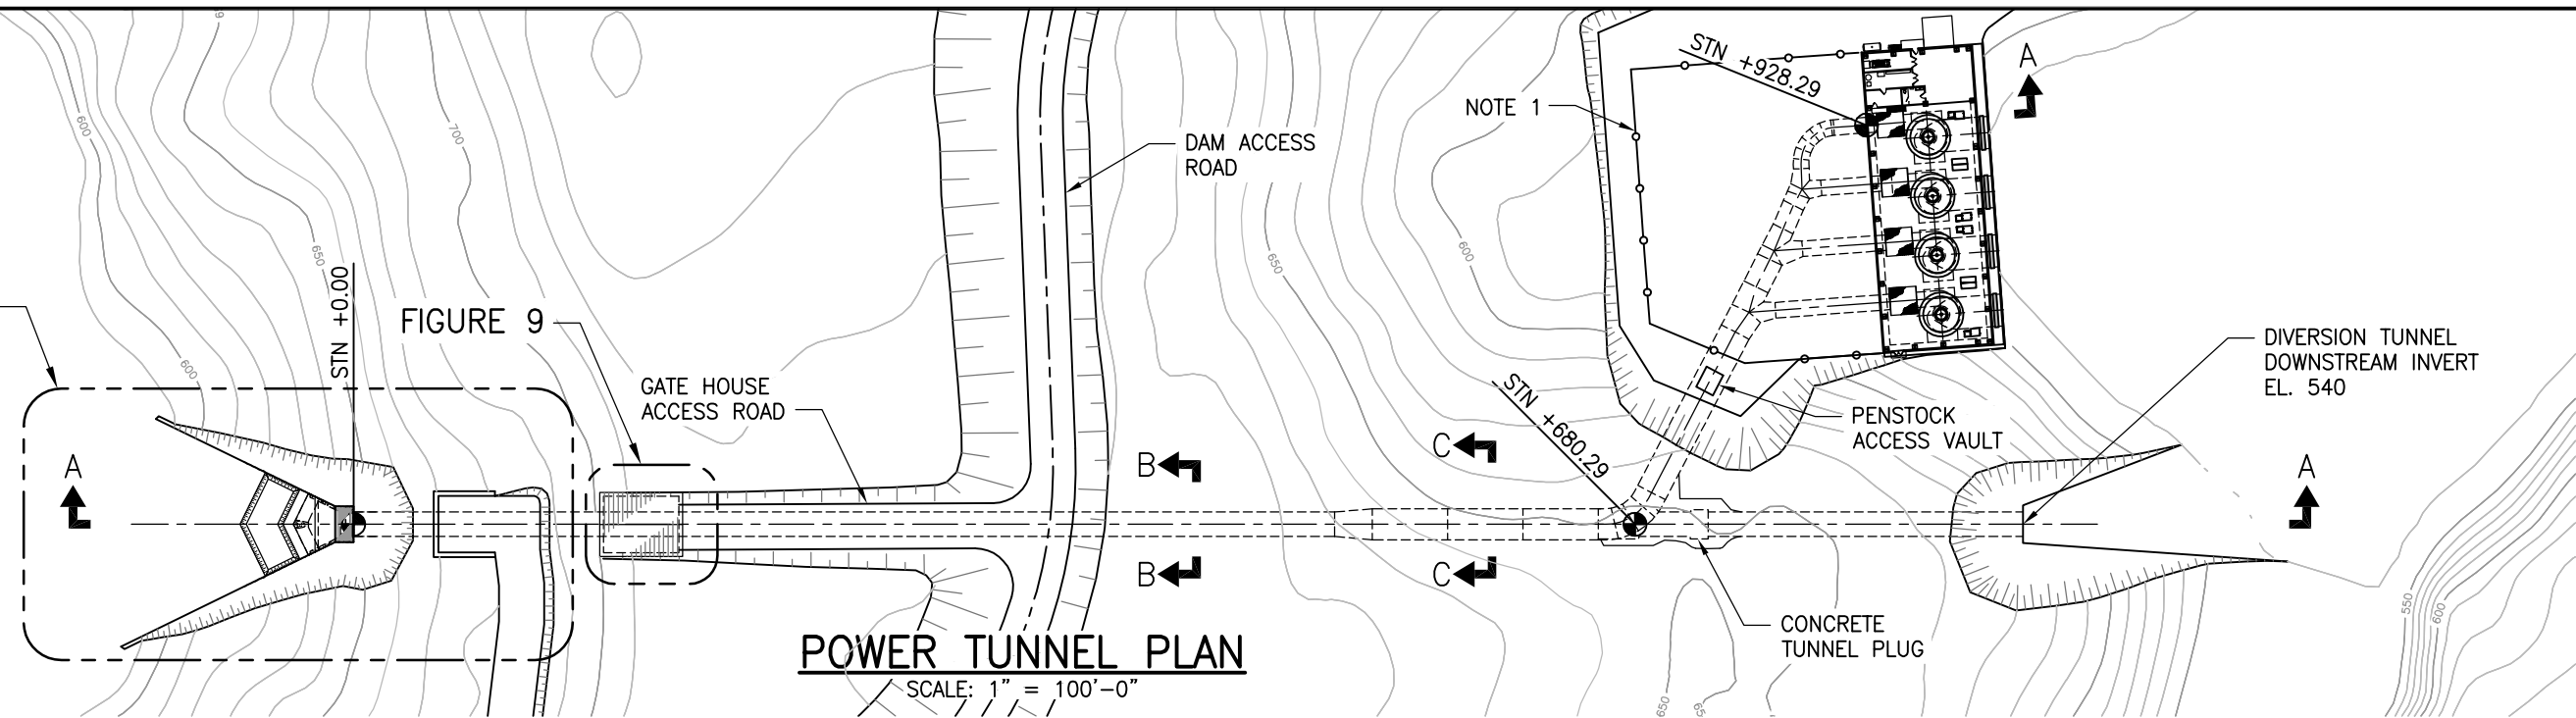 POWER TUNNEL PLAN
SCALE: 1" = 100'-0"
STN +0.00
FIGURE 9
GATE HOUSE
ACCESS ROAD
DAM ACCESS
ROAD
NOTE 1
STN +928.29
STN +680.29
PENSTOCK
ACCESS VAULT
DIVERSION TUNNEL
DOWNSTREAM INVERT
EL. 540
CONCRETE
TUNNEL PLUG
A
A
A
B
B
C
C
600
650
700
600
650
600
550
600
650